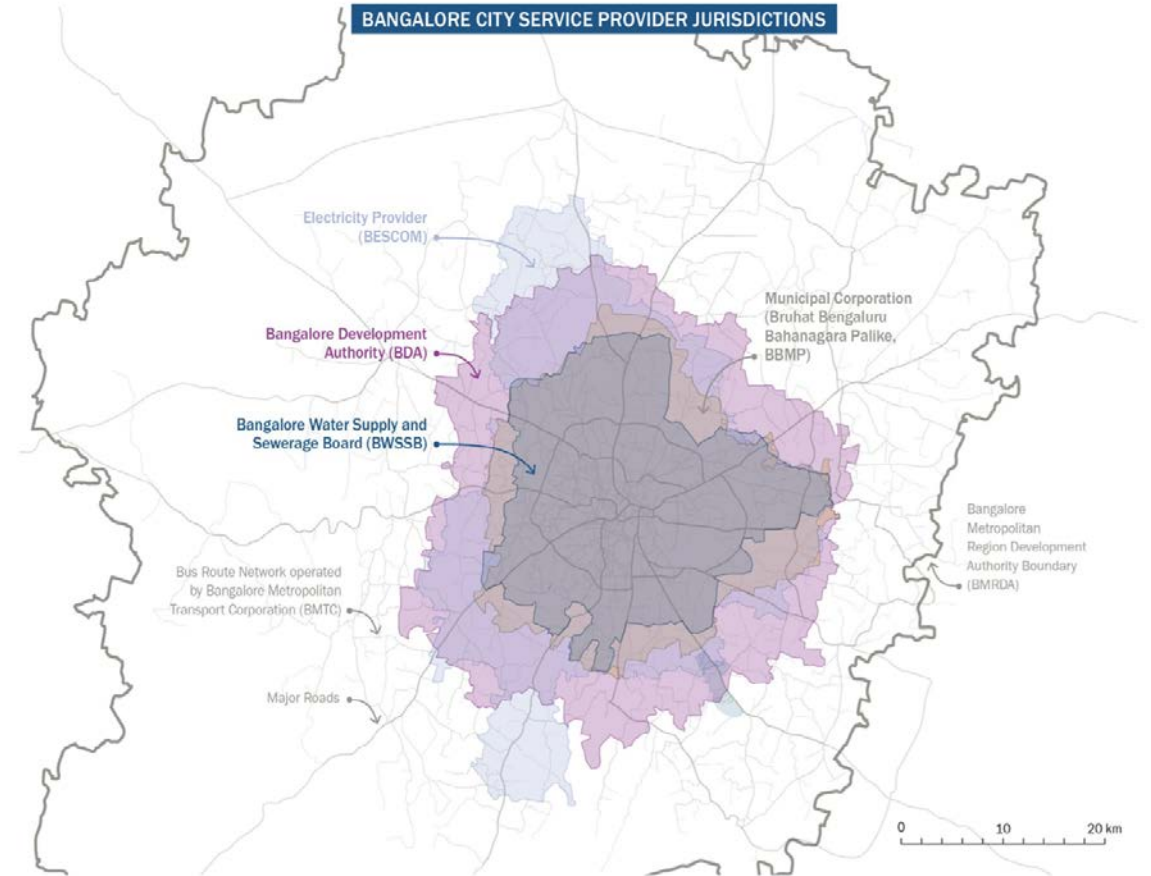 BANGALORE CITY SERVICE PROVIDER JURISDICTIONS
Electricity Provider
(BESCOM)
Municipal Corporation
(Bruhat Bengaluru
Bahanagara Palike,
BBMP)
Bangalore Development
Authority (BDA)
Bangalore Water Supply and
Sewerage Board (BWSSB)
Bangalore
Metropolitan
Region Development
Authority Boundary
(BMRDA)
Bus Route Network operated
by Bangalore Metropolitan
Transport Corporation (BMTC)
Major Roads
0 10 20 km